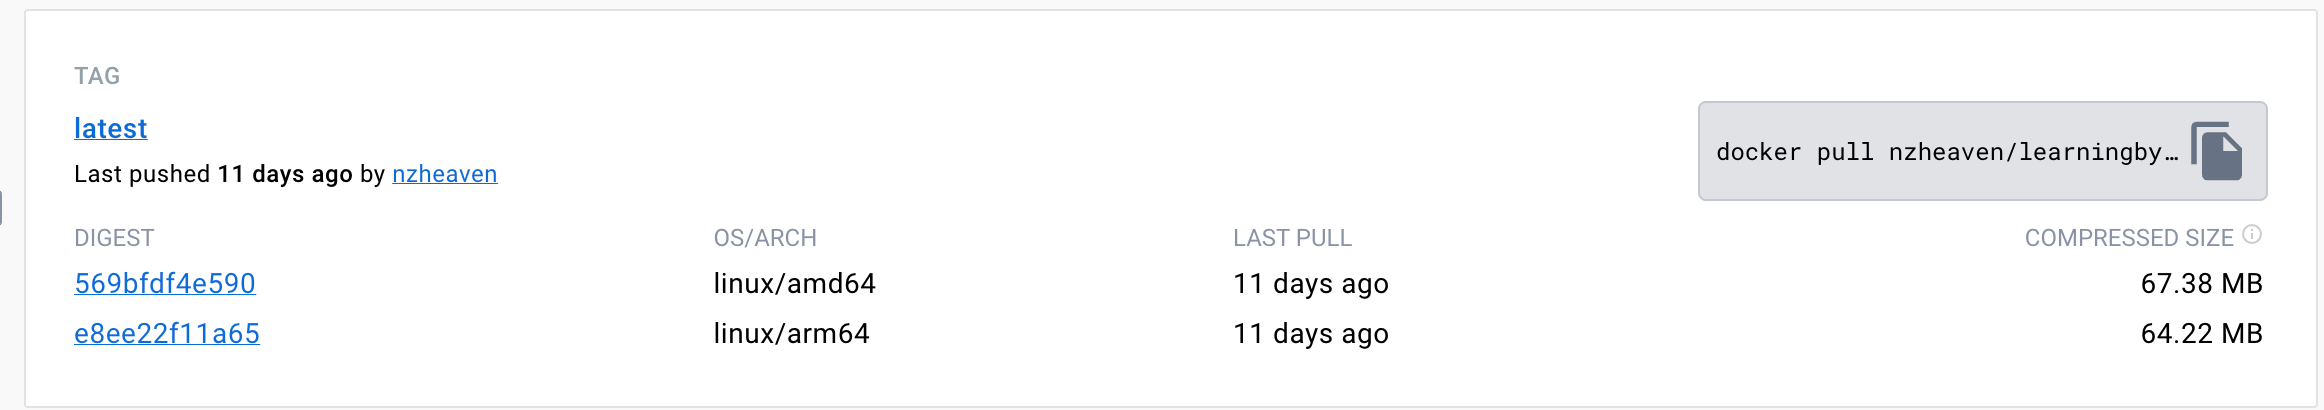 TAG
latest
Last pushed 11 days ago by nzheaven
docker pull nzheaven/learningby…
DIGEST OS/ARCH LAST PULL COMPRESSED SIZE
569bfdf4e590 linux/amd64 11 days ago 67.38 MB
e8ee22f11a65 linux/arm64 11 days ago 64.22 MB